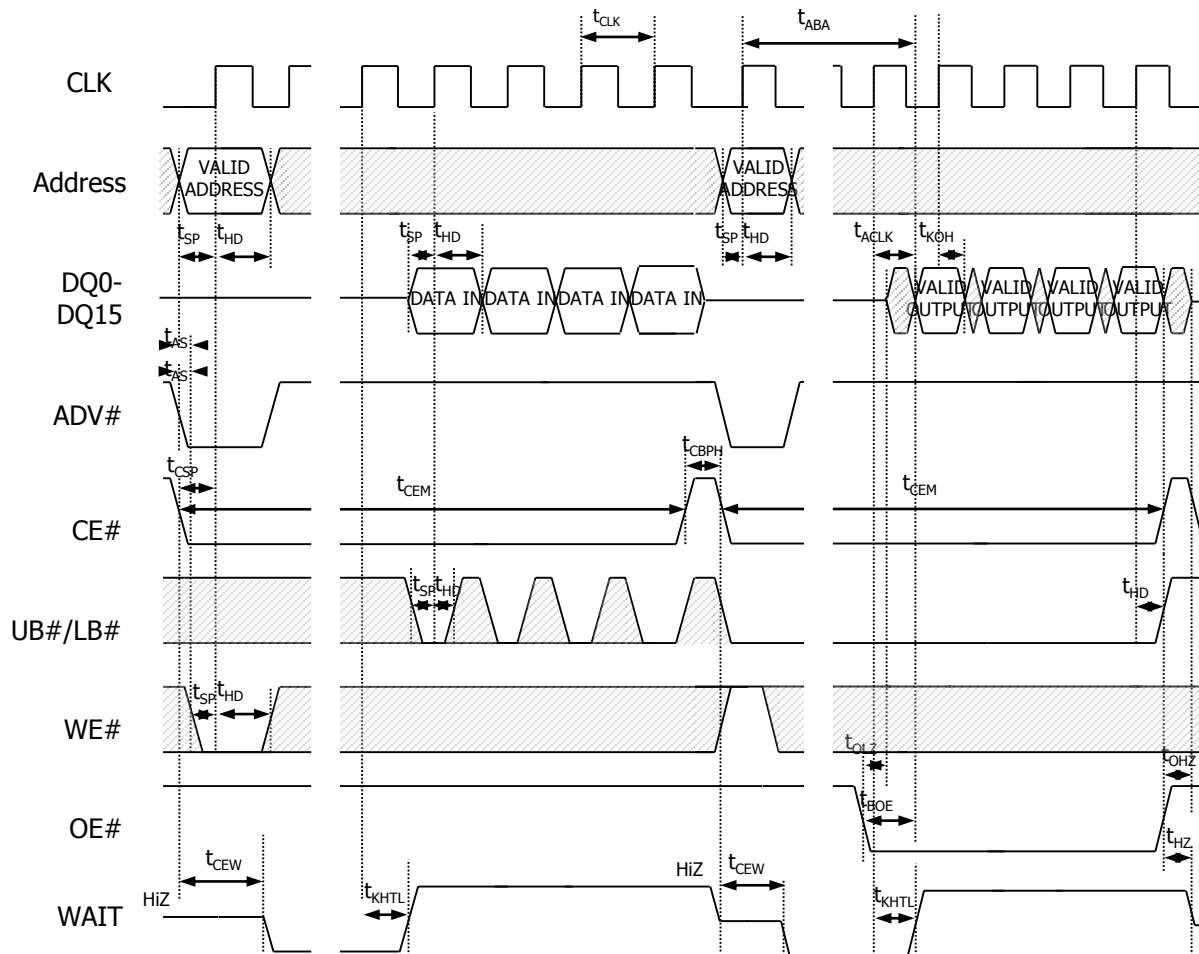 tCLK
tABA
CLK
Address
VALID
ADDRESS
VALID
ADDRESS
tSP
tHD
tSP
tHD
tSP
tHD
tACLK
tKOH
DQ0-
DQ15
DATA IN
DATA IN
DATA IN
DATA IN
VALID
OUTPUT
VALID
OUTPUT
VALID
OUTPUT
VALID
OUTPUT
tAS
tAS
ADV#
tCSP
tCEM
tCBPH
tCEM
CE#
tSP
tHD
tHD
UB#/LB#
tSP
tHD
WE#
tOLZ
tOHZ
OE#
tBOE
tHZ
HiZ
tCEW
tKHTL
HiZ
tCEW
tKHTL
WAIT